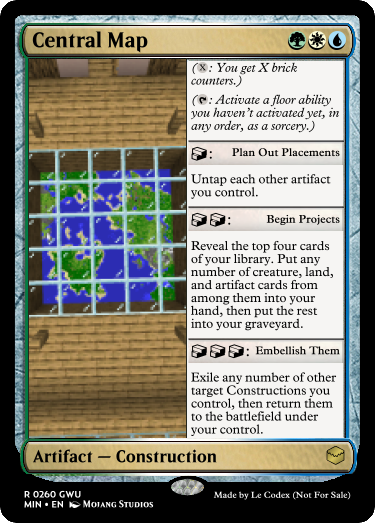 Central Map
(X: You get X brick
counters.)
(: Activate a floor ability
you haven't activated yet, in
any order, as a sorcery.)
: Plan Out Placements
Untap each other artifact
you control.
: Begin Projects
Reveal the top four cards
of your library. Put any
number of creature, land,
and artifact cards from
among them into your
hand, then put the rest
into your graveyard.
: Embellish Them
Exile any number of other
target Constructions you
control, then return them
to the battlefield under
your control.
Artifact — Construction
R 0260 GWU
MIN • EN Mojang Studios
Made by Le Codex (Not For Sale)